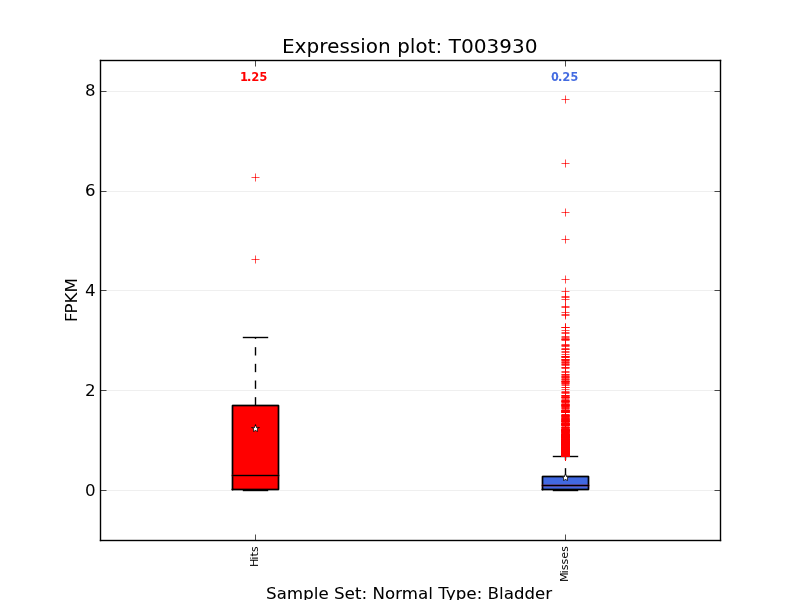 Expression plot: T003930
1.25
0.25
8
6
4
2
0
FPKM
Hits
Misses
Sample Set: Normal Type: Bladder